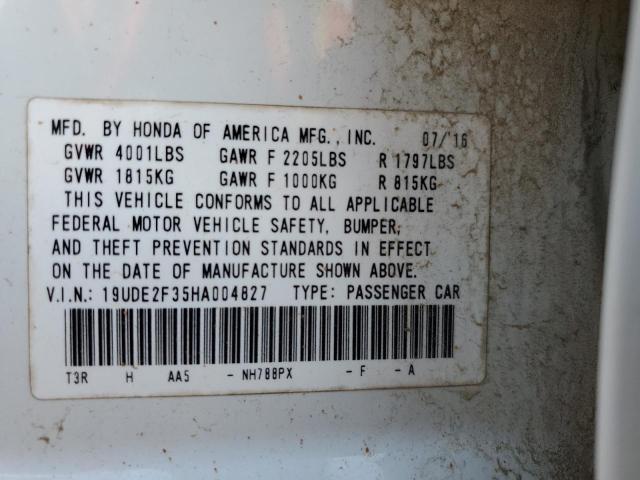 MFD. BY HONDA OF AMERICA MFG., INC. 07/'16
GVWR 4001LBS GAWR F 2205LBS R 1797LBS
GVWR 1815KG GAWR F 1000KG R 815KG
THIS VEHICLE CONFORMS TO ALL APPLICABLE
FEDERAL MOTOR VEHICLE SAFETY, BUMPER,
AND THEFT PREVENTION STANDARDS IN EFFECT
ON THE DATE OF MANUFACTURE SHOWN ABOVE.
V.I.N.: 19UDE2F35HA004827 TYPE: PASSENGER CAR
T3R H AA5 - NH788PX - F - A